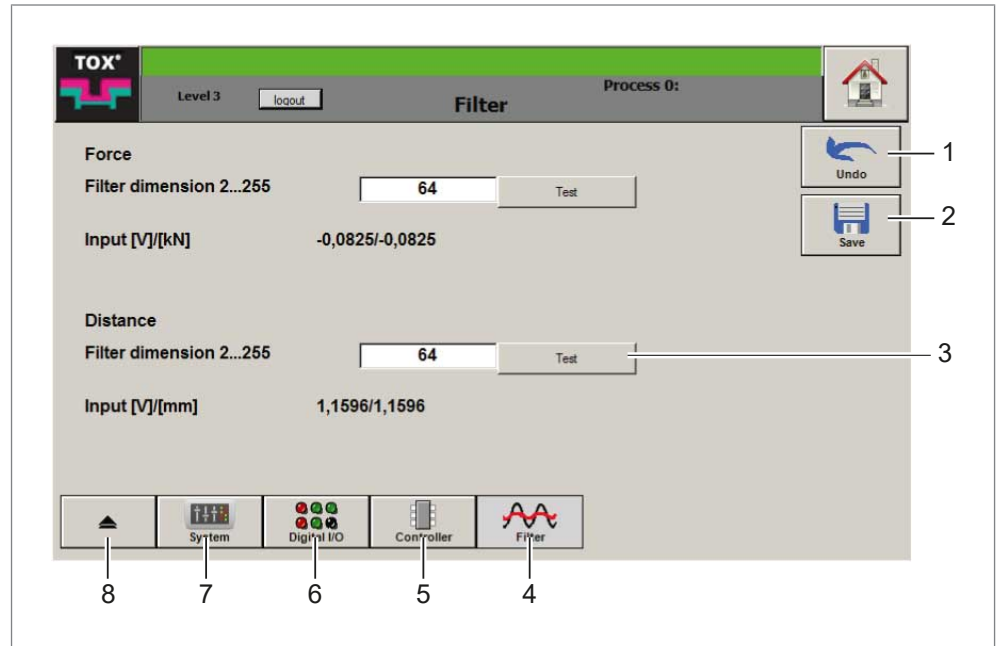 TOX®
Level 3 logout Filter Process 0:
Force
Filter dimension 2...255 64 Test
Input [V]/[kN] -0,0825/-0,0825
Distance
Filter dimension 2...255 64 Test
Input [V]/[mm] 1,1596/1,1596
Undo 1
Save 2
3
System Digital I/O Controller Filter
8 7 6 5 4